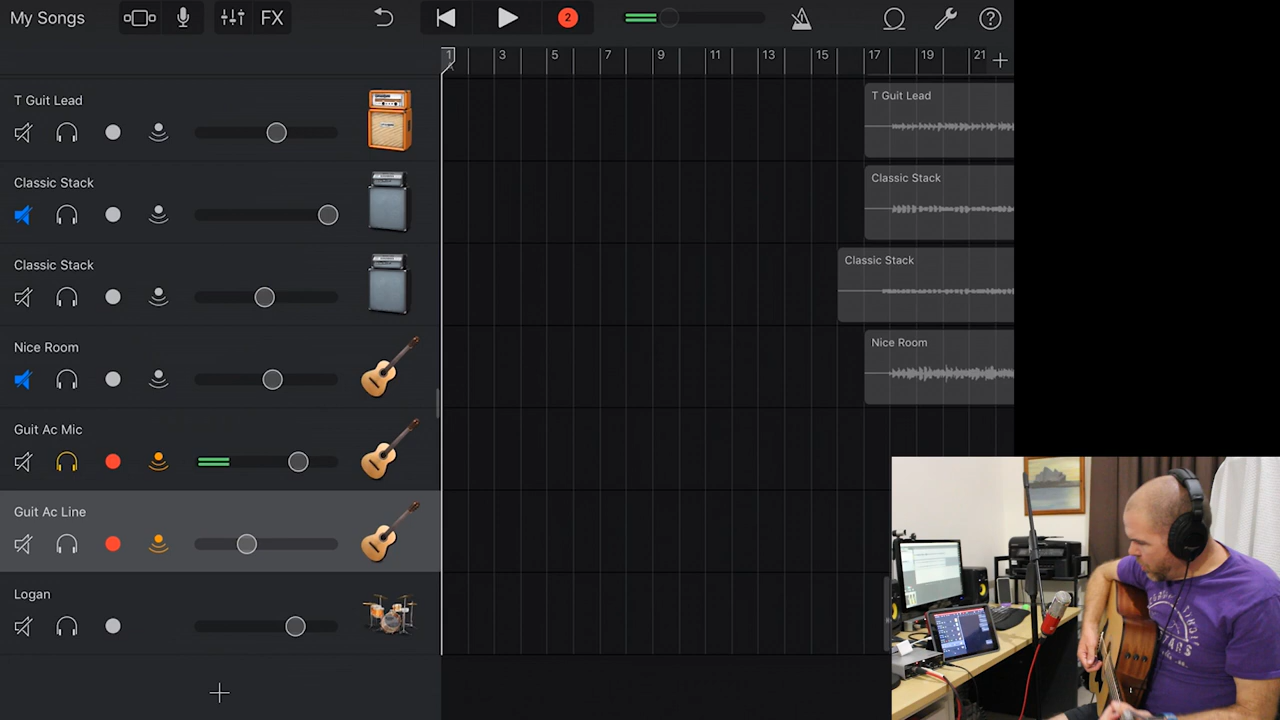 My Songs
FX
2
1 3 5 7 9 11 13 15 17 19 21
T Guit Lead
T Guit Lead
Classic Stack
Classic Stack
Classic Stack
Classic Stack
Nice Room
Nice Room
Guit Ac Mic
Guit Ac Line
Logan